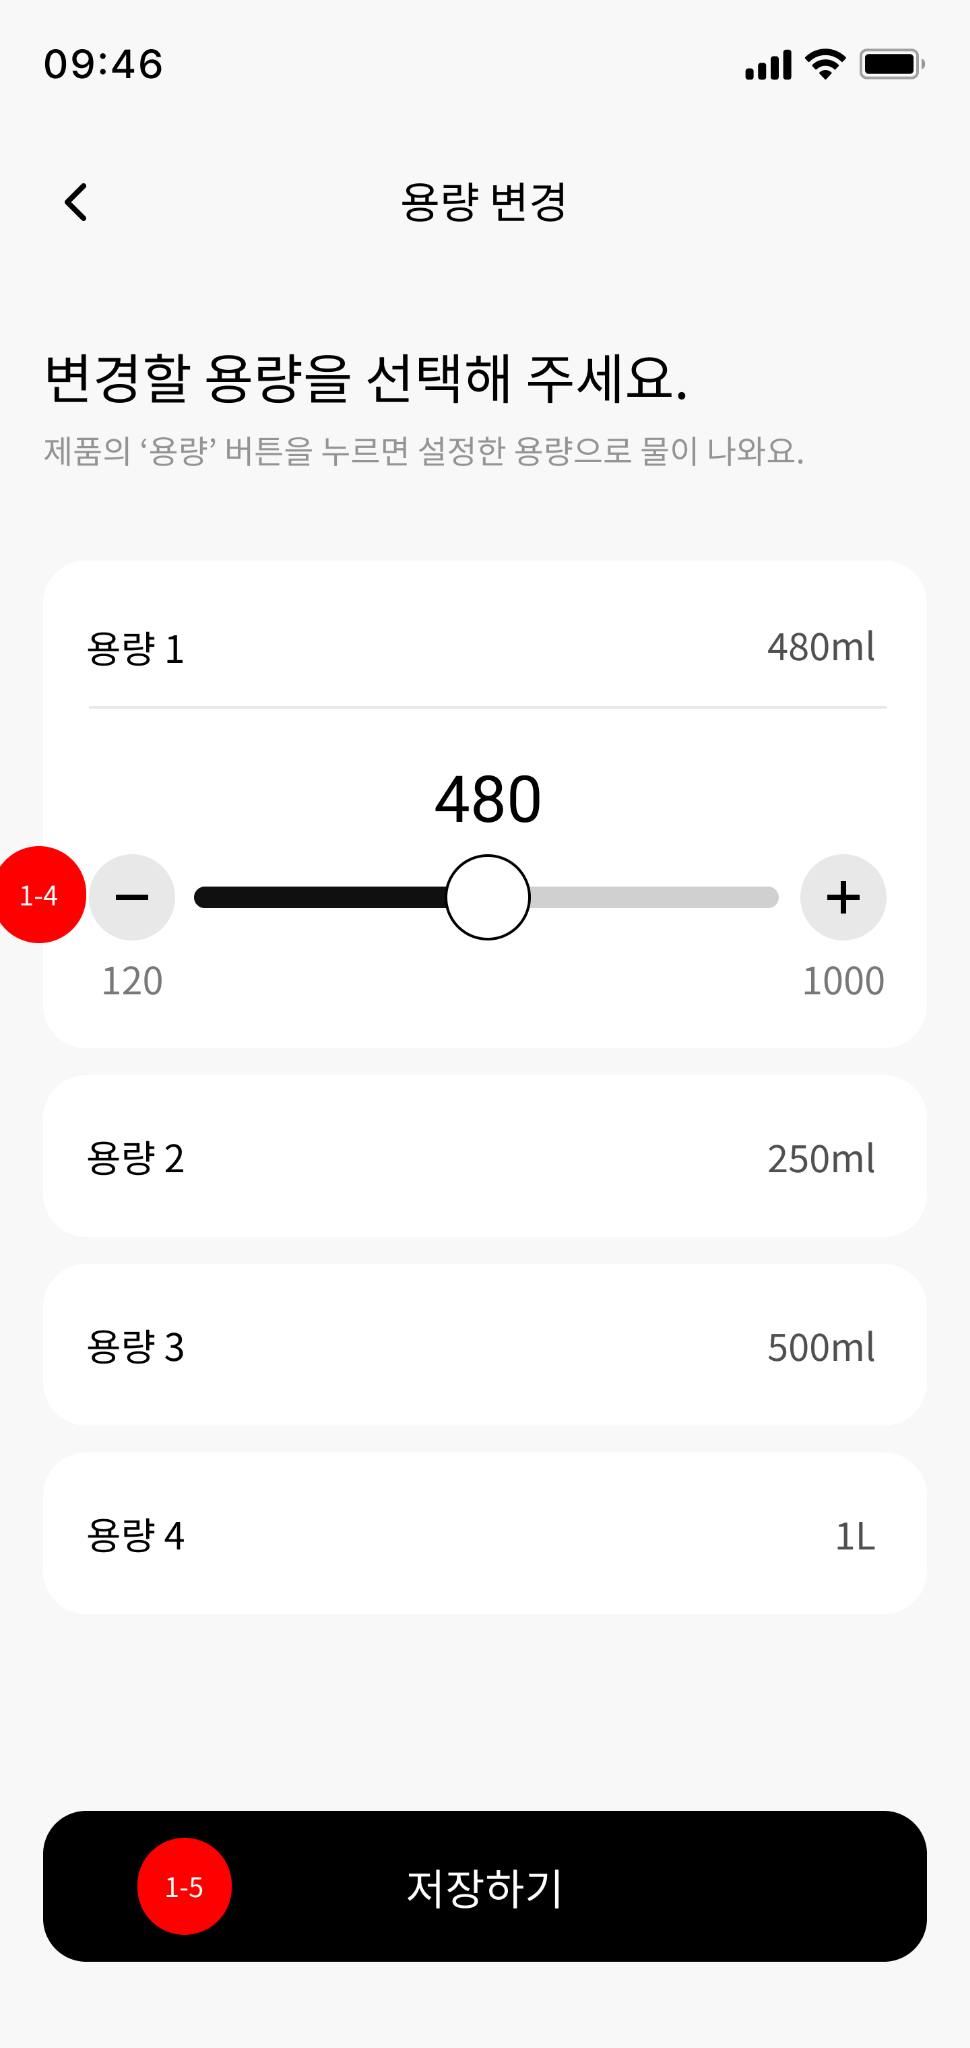 09:46
용량 변경
변경할 용량을 선택해 주세요.
제품의 ‘용량’ 버튼을 누르면 설정한 용량으로 물이 나와요.
용량 1 480ml
480
1-4
120 1000
용량 2 250ml
용량 3 500ml
용량 4 1L
1-5 저장하기